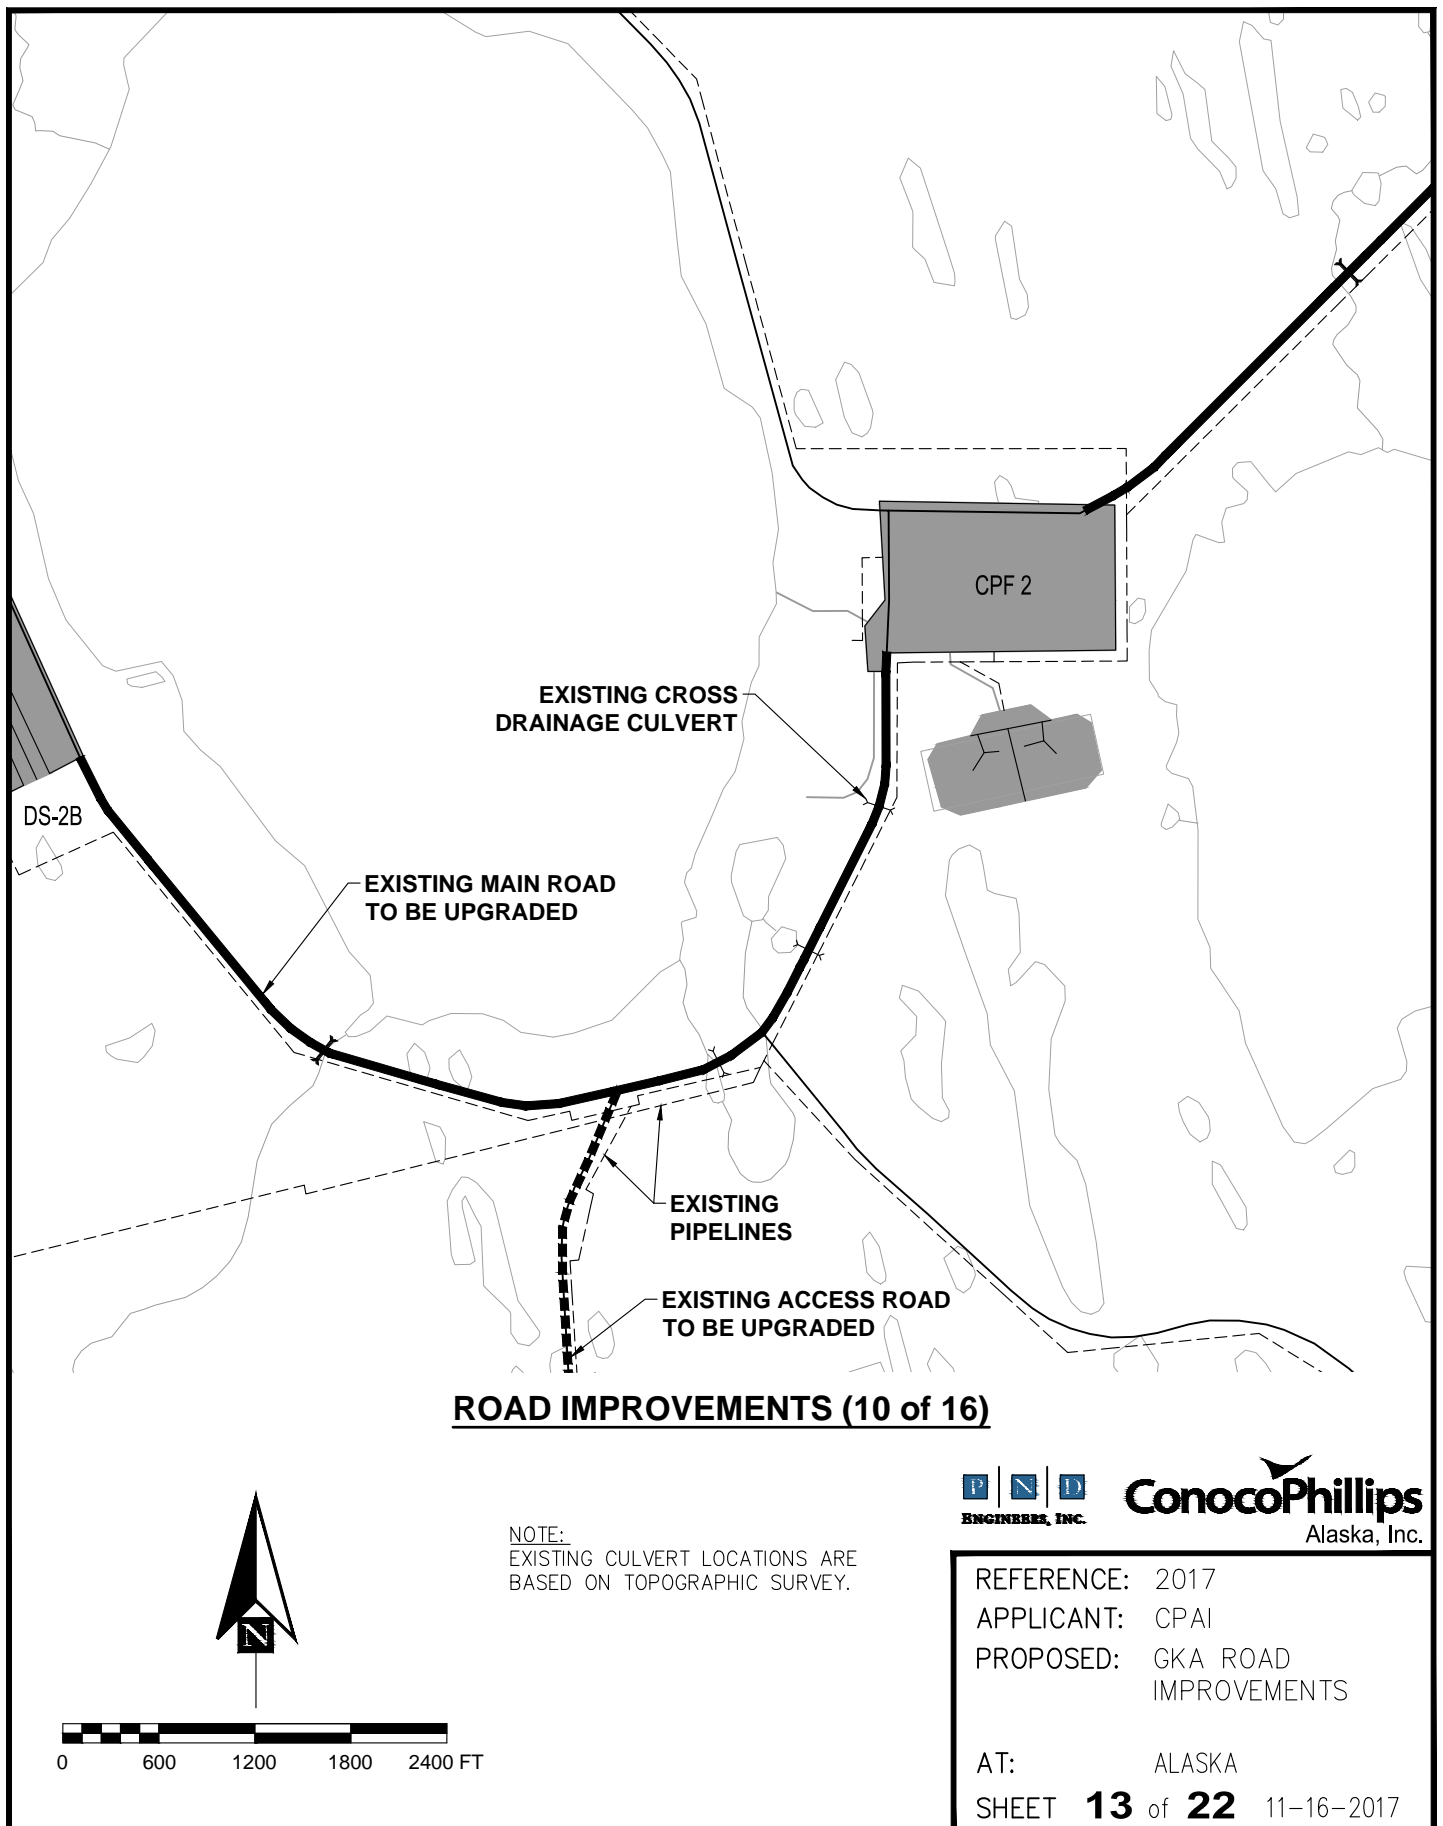 CPF 2
EXISTING CROSS
DRAINAGE CULVERT
DS-2B
EXISTING MAIN ROAD
TO BE UPGRADED
EXISTING
PIPELINES
EXISTING ACCESS ROAD
TO BE UPGRADED
ROAD IMPROVEMENTS (10 of 16)
P N D
ENGINEERS, INC.
ConocoPhillips
Alaska, Inc.
NOTE:
EXISTING CULVERT LOCATIONS ARE
BASED ON TOPOGRAPHIC SURVEY.
N
0 600 1200 1800 2400 FT
REFERENCE: 2017
APPLICANT: CPAI
PROPOSED: GKA ROAD
IMPROVEMENTS
AT: ALASKA
SHEET 13 of 22 11-16-2017